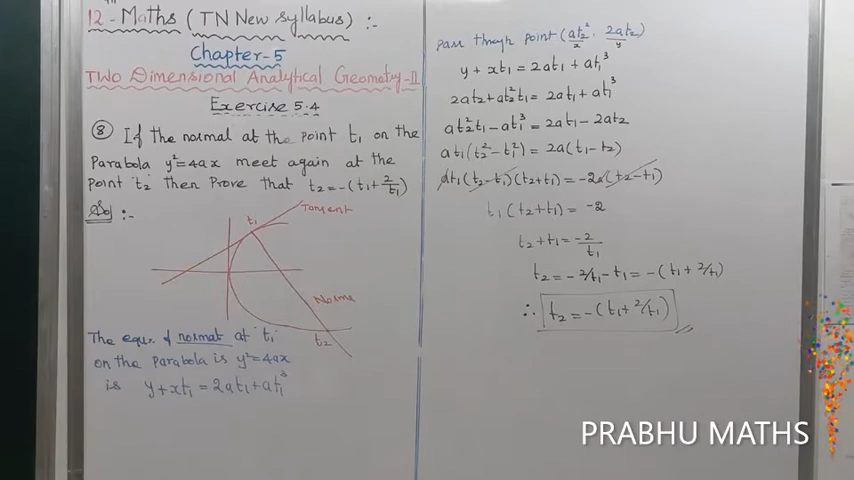 12 - Maths (TN New syllabus) :-
Chapter-5
TWO Dimensional Analytical Geometry-II
Exercise 5.4
⑧ If the normal at the point t₁ on the
Parabola y²=4ax meet again at the
point 't₂' then Prove that t₂=-(t₁+2/t₁)
Sol :-
t₁
Tangent
Normal
t₂
The equn of normal at 't₁'
on the parabola is y²=4ax
is y+xt₁=2at₁+at₁³
pass through point (at₂², 2at₂)
x y
y+xt₁=2at₁+at₁³
2at₂+at₂²t₁=2at₁+at₁³
at₂²t₁-at₁³=2at₁-2at₂
at₁(t₂²-t₁²)=2a(t₁-t₂)
at₁(t₂-t₁)(t₂+t₁)=-2a(t₂-t₁)
t₁(t₂+t₁)=-2
t₂+t₁=-2/t₁
t₂=-2/t₁-t₁=-(t₁+2/t₁)
∴ t₂=-(t₁+2/t₁)
PRABHU MATHS